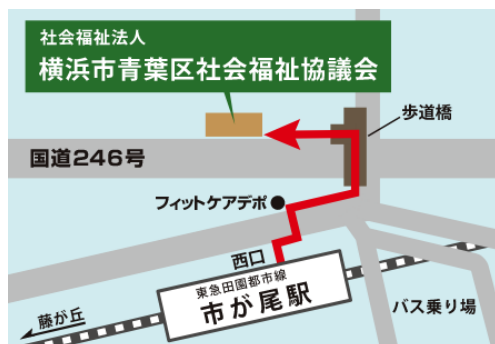 社会福祉法人
横浜市青葉区社会福祉協議会
歩道橋
国道246号
フィットケアデポ
西口
東急田園都市線
市が尾駅
バス乗り場
藤が丘